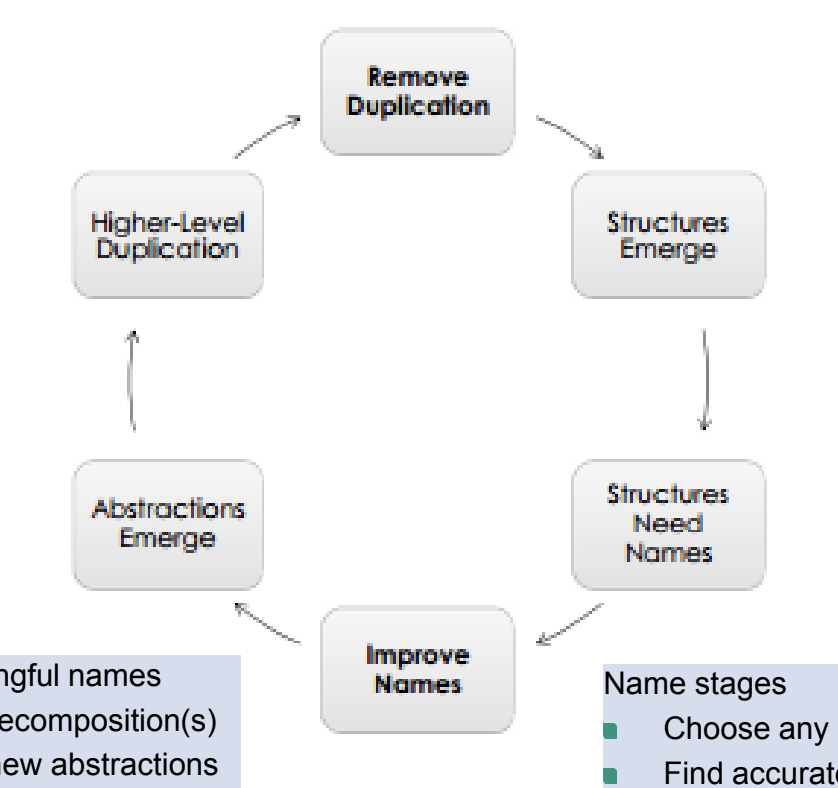 Remove
Duplication
Higher-Level
Duplication
Structures
Emerge
Abstractions
Emerge
Structures
Need
Names
Improve
Names
ngful names
ecomposition(s)
new abstractions
Name stages
Choose any
Find accurate